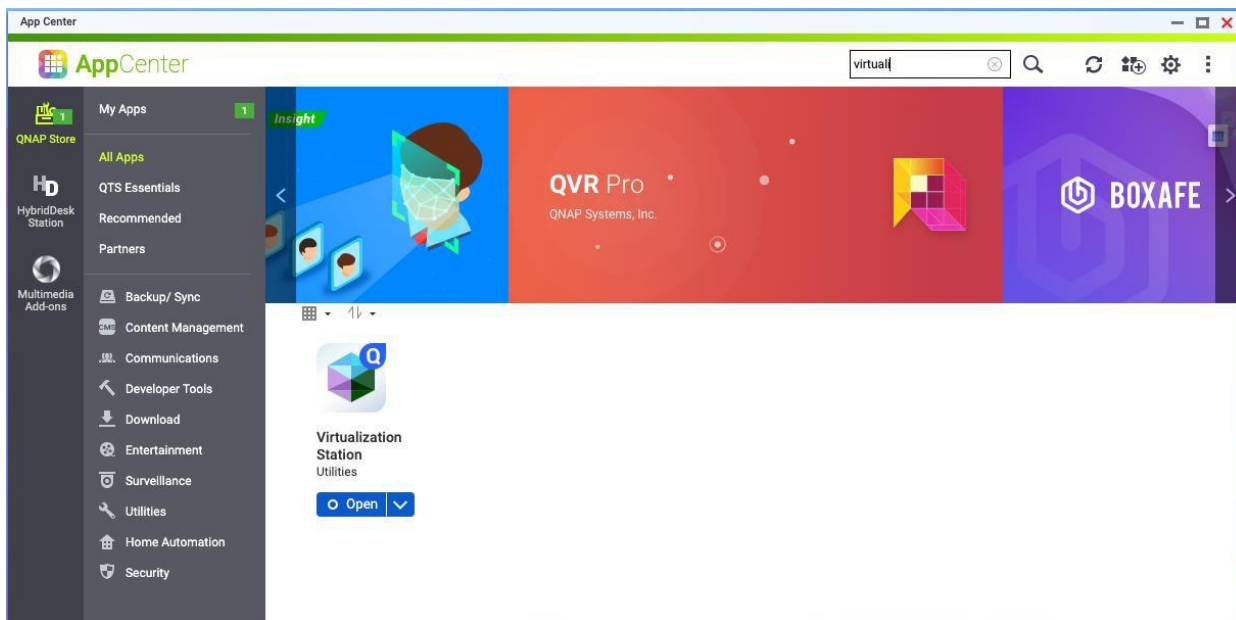 App Center
AppCenter
virtuali
1
QNAP Store
HD
HybridDesk
Station
Multimedia
Add-ons
My Apps
1
All Apps
QTS Essentials
Recommended
Partners
Backup/ Sync
CMS
Content Management
Communications
Developer Tools
Download
Entertainment
Surveillance
Utilities
Home Automation
Security
Insight
QVR Pro
QNAP Systems, Inc.
BOXAFE
Q
Virtualization
Station
Utilities
Open